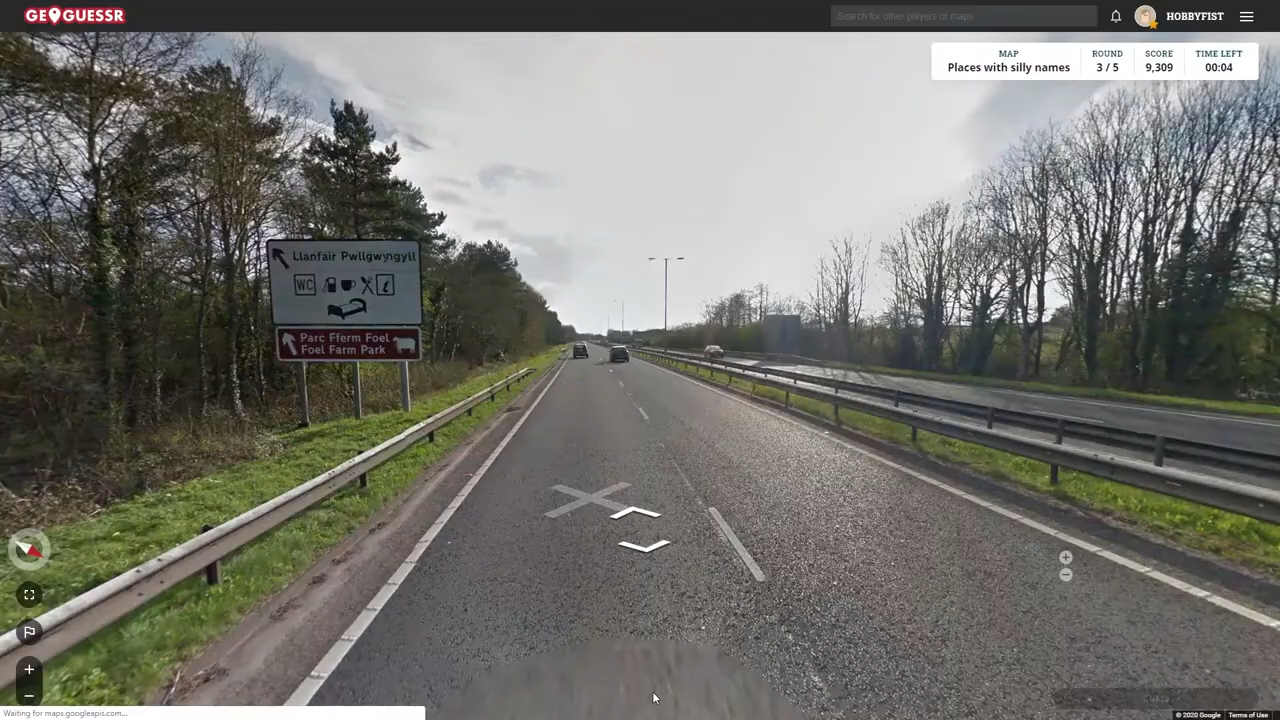 GEOGUESSR
Search for other players or maps
HOBBYFIST
MAP
Places with silly names
ROUND
3 / 5
SCORE
9,309
TIME LEFT
00:04
Llanfair Pwllgwyngyll
WC
i
Parc Fferm Foel
Foel Farm Park
Waiting for maps.googleapis.com...
© 2020 Google
Terms of Use